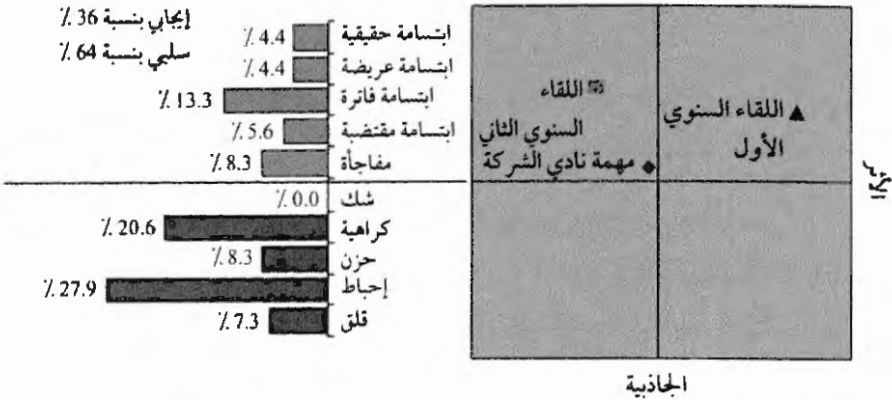 إيجابي بنسبة 36 ٪
سلبي بنسبة 64 ٪
ابتسامة حقيقية
4.4 ٪
ابتسامة عريضة
4.4 ٪
ابتسامة فاترة
13.3 ٪
ابتسامة مقتضبة
5.6 ٪
مفاجأة
8.3 ٪
شك
0.0 ٪
كراهية
20.6 ٪
حزن
8.3 ٪
إحباط
27.9 ٪
قلق
7.3 ٪
اللقاء السنوي
الأول
اللقاء
السنوي الثاني
مهمة نادي الشركة
الأثر
الجاذبية